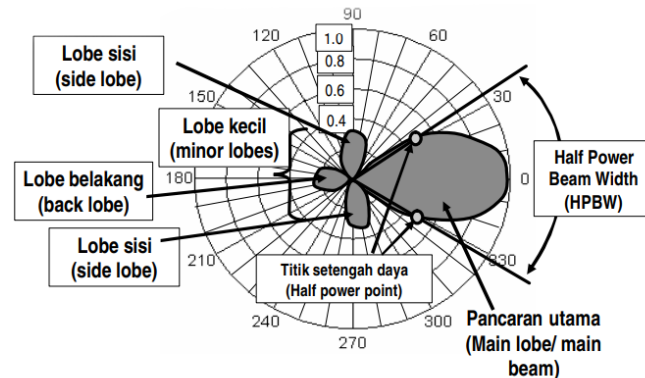 90
120
60
1.0
0.8
0.6
0.4
Lobe sisi
(side lobe)
150
30
Lobe kecil
(minor lobes)
Half Power
Beam Width
(HPBW)
Lobe belakang
(back lobe)
180
0
Lobe sisi
(side lobe)
210
330
Titik setengah daya
(Half power point)
240
300
270
Pancaran utama
(Main lobe/ main
beam)